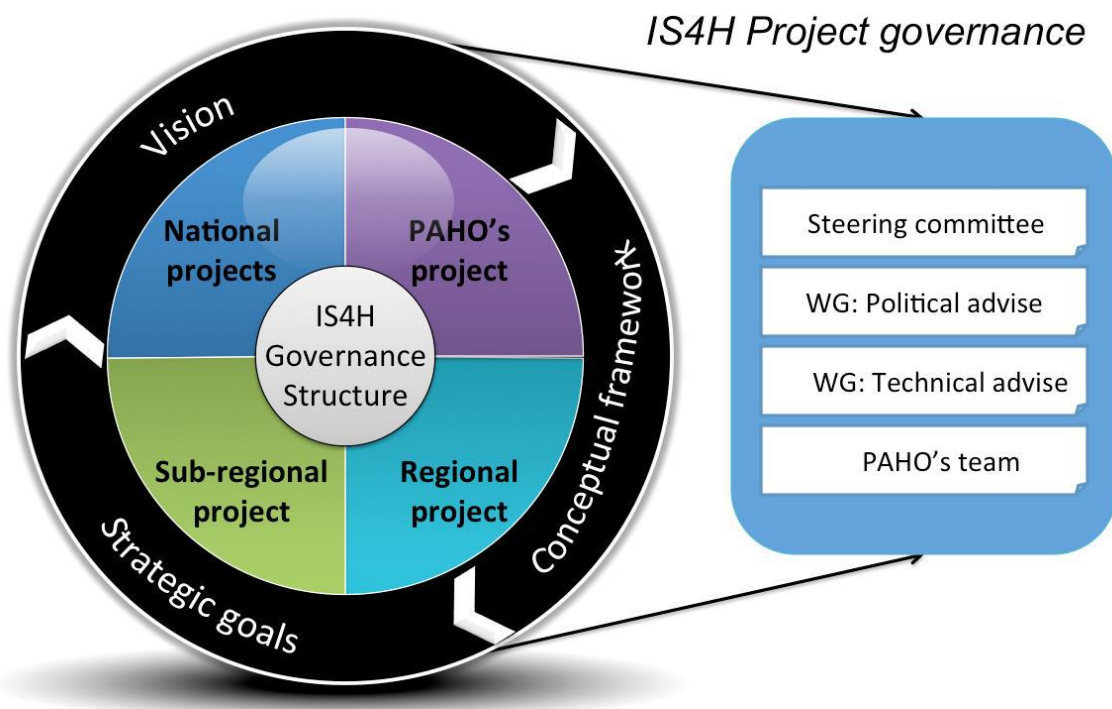 IS4H Project governance
Vision
National
projects
PAHO's
project
IS4H
Governance
Structure
Sub-regional
project
Regional
project
Strategic goals
Conceptual framework
Steering committee
WG: Political advise
WG: Technical advise
PAHO's team